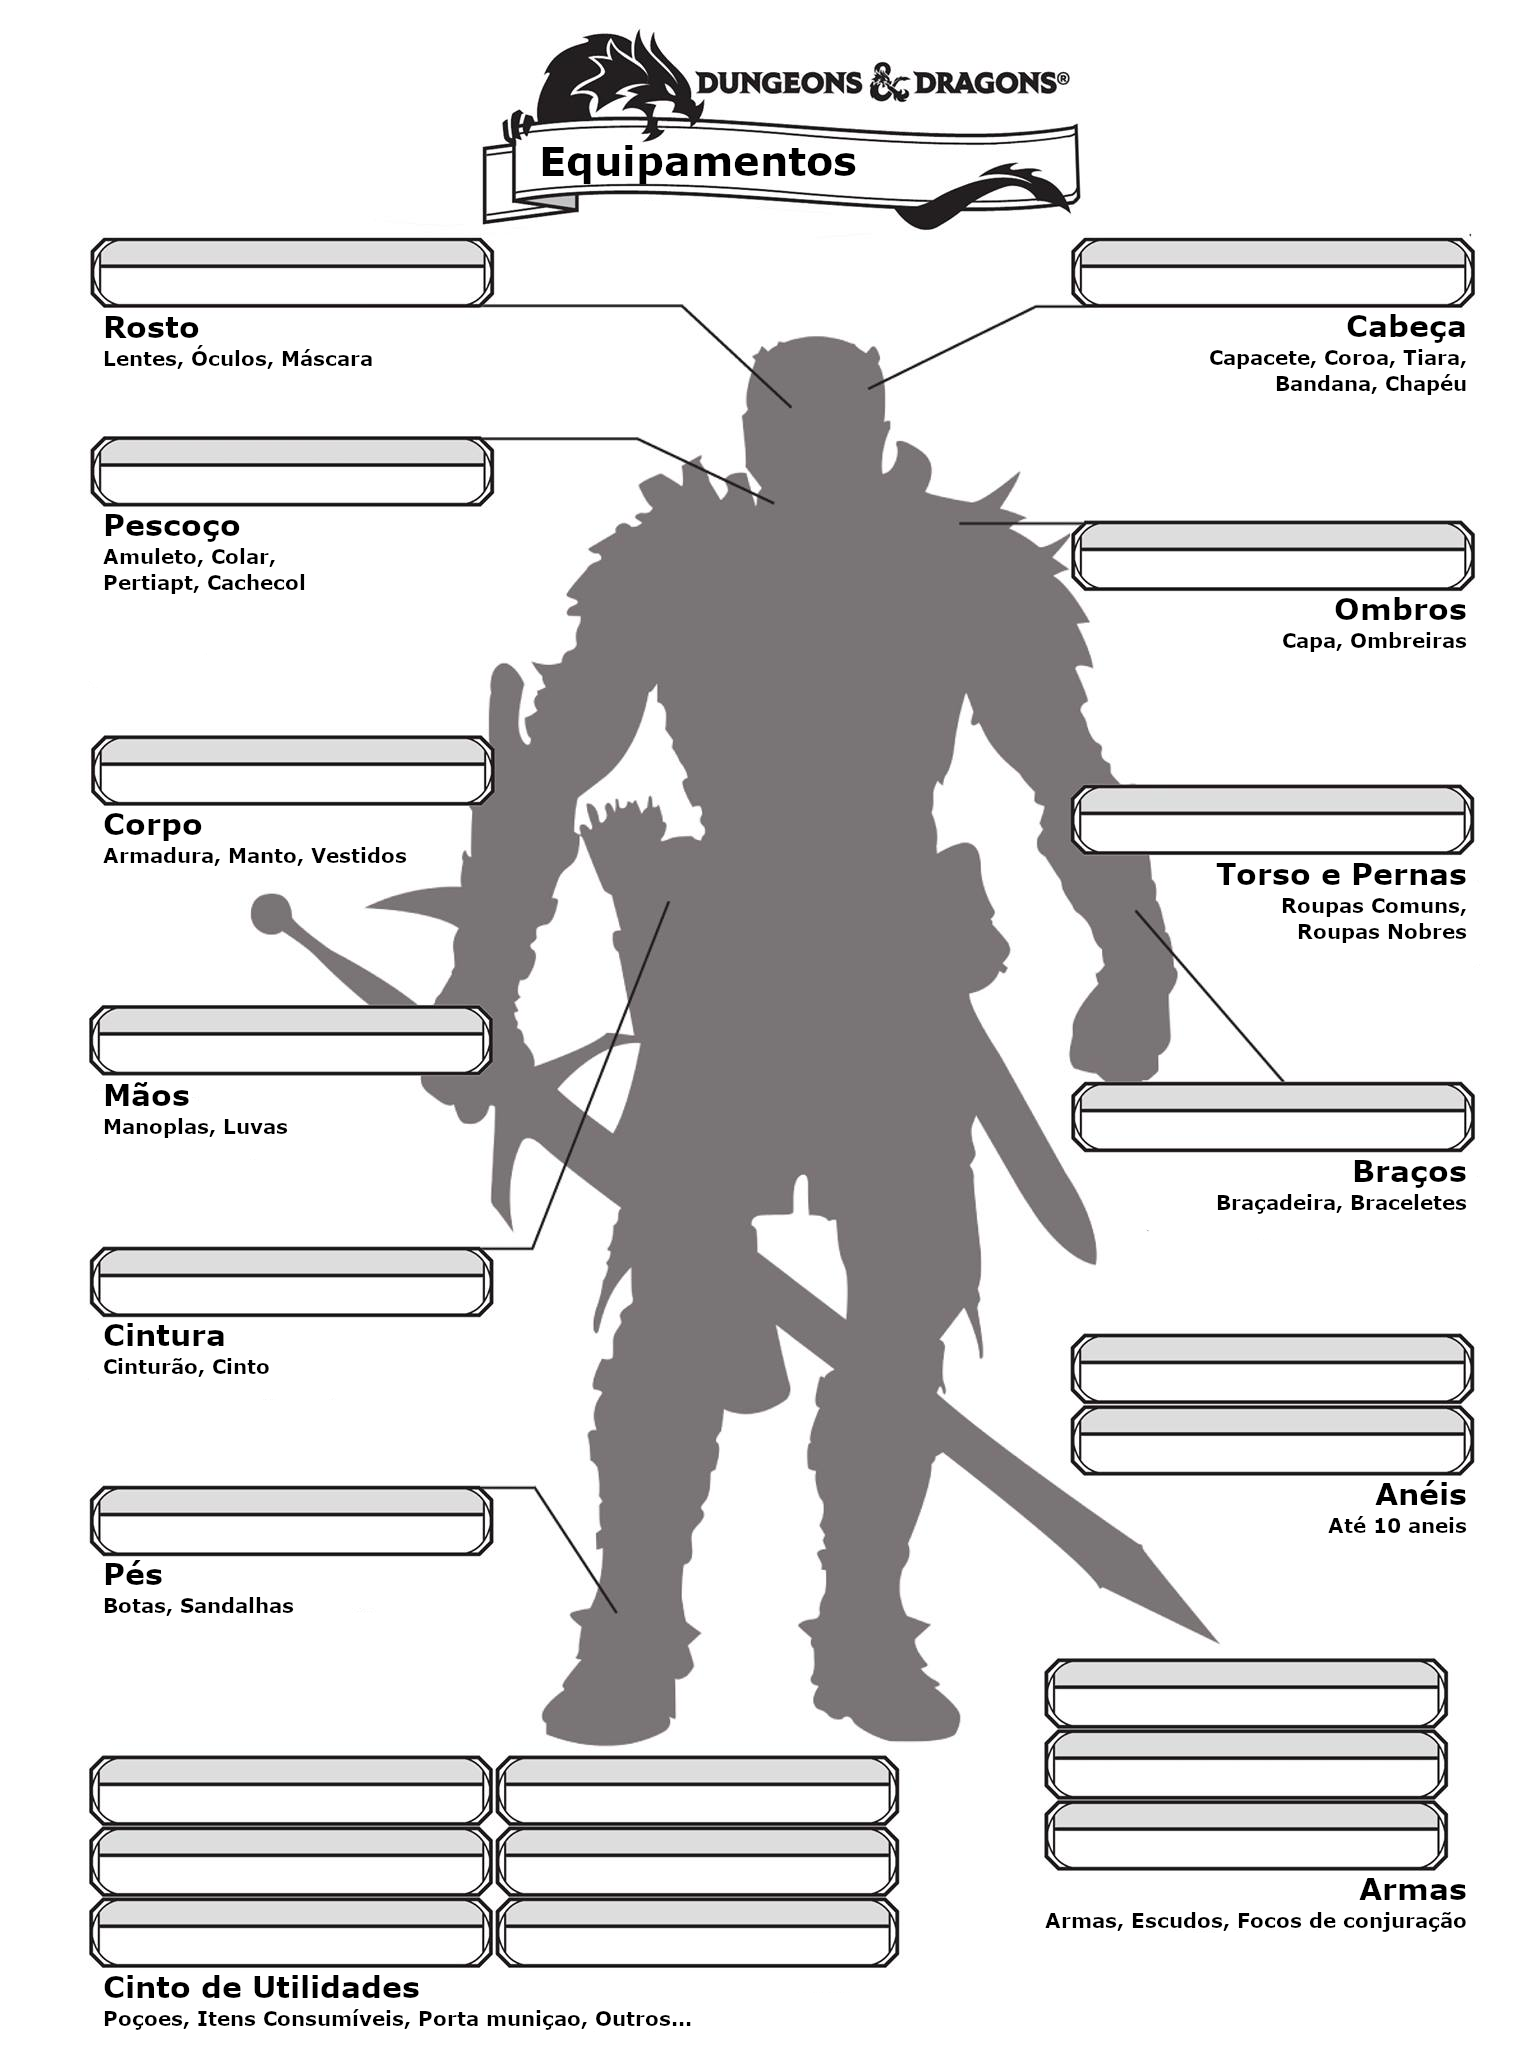 DUNGEONS & DRAGONS®
Equipamentos
Rosto
Lentes, Óculos, Máscara
Cabeça
Capacete, Coroa, Tiara,
Bandana, Chapéu
Pescoço
Amuleto, Colar,
Pertiapt, Cachecol
Ombros
Capa, Ombreiras
Corpo
Armadura, Manto, Vestidos
Torso e Pernas
Roupas Comuns,
Roupas Nobres
Mãos
Manoplas, Luvas
Braços
Braçadeira, Braceletes
Cintura
Cinturão, Cinto
Anéis
Até 10 aneis
Pés
Botas, Sandalhas
Armas
Armas, Escudos, Focos de conjuração
Cinto de Utilidades
Poçoes, Itens Consumíveis, Porta muniçao, Outros...